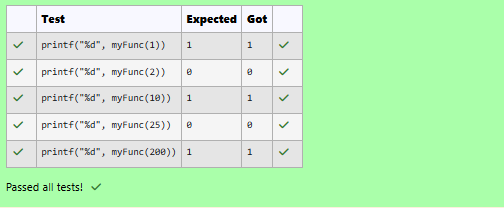 Test Expected Got
printf("%d", myFunc(1)) 1 1
printf("%d", myFunc(2)) 0 0
printf("%d", myFunc(10)) 1 1
printf("%d", myFunc(25)) 0 0
printf("%d", myFunc(200)) 1 1
Passed all tests!